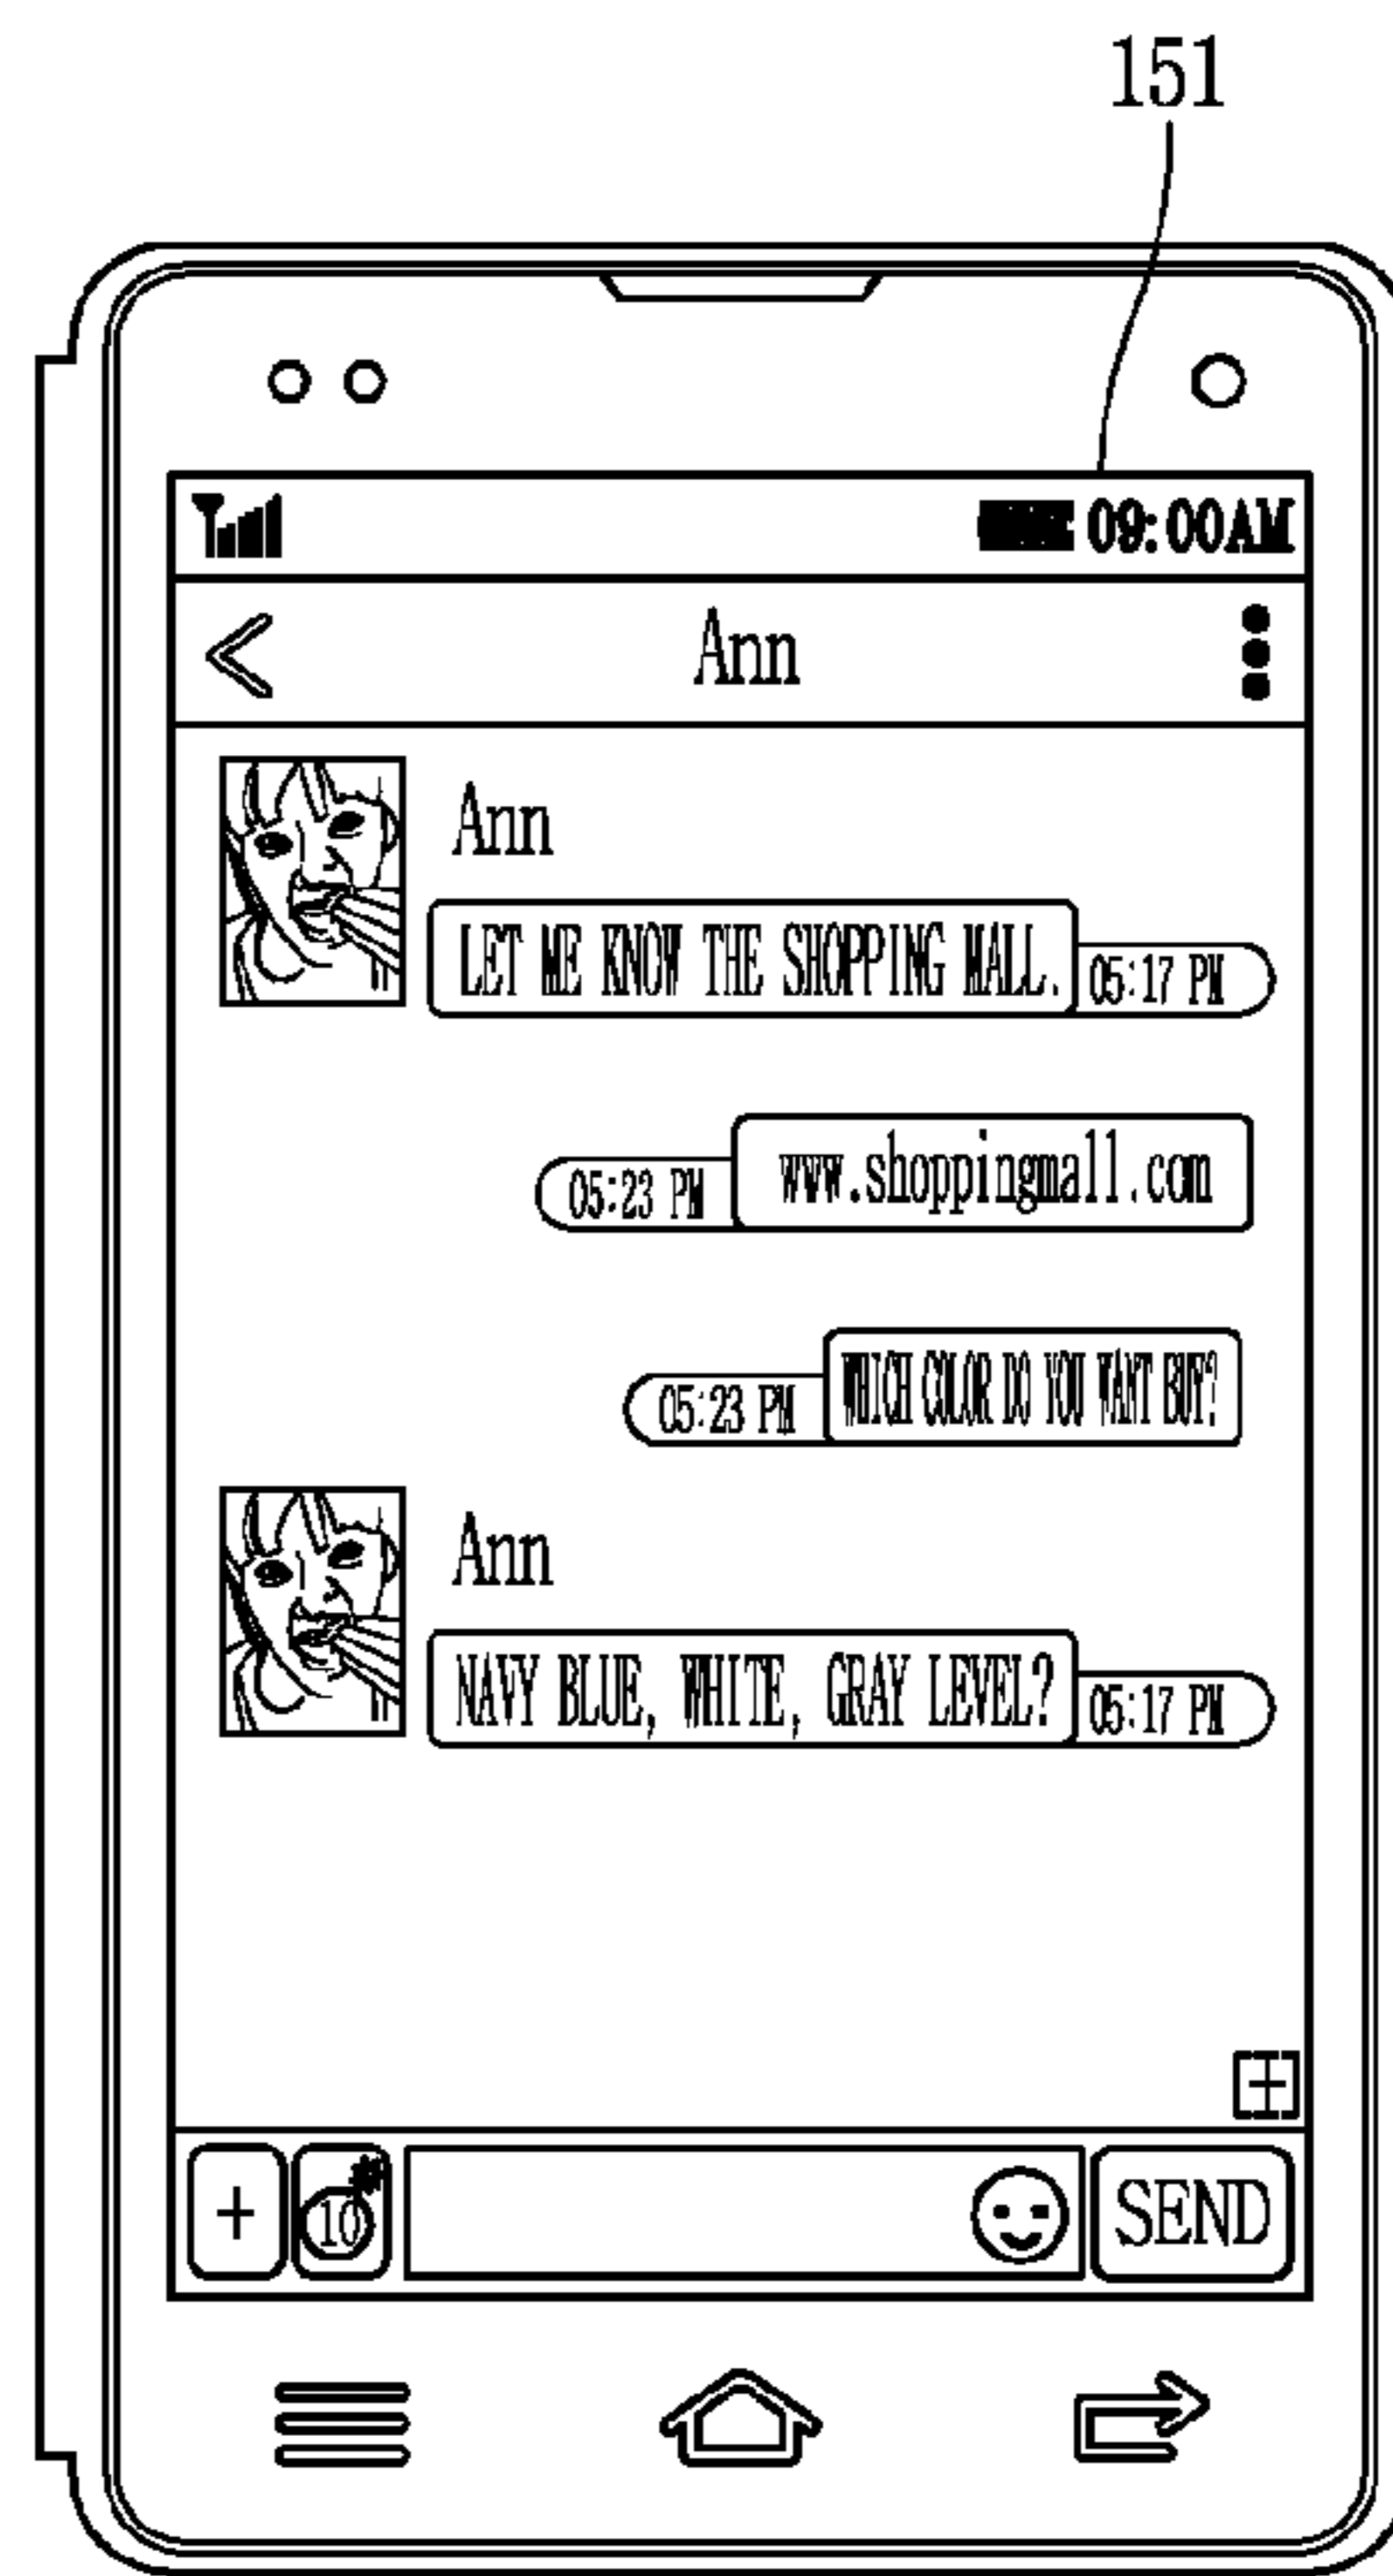 151
09:00AM
Ann
Ann
LET ME KNOW THE SHOPPING MALL. 05:17 PM
05:23 PM www.shoppingmall.com
05:23 PM WHICH COLOR DO YOU WANT BUY?
Ann
NAVY BLUE, WHITE, GRAY LEVEL? 05:17 PM
+ 10 SEND